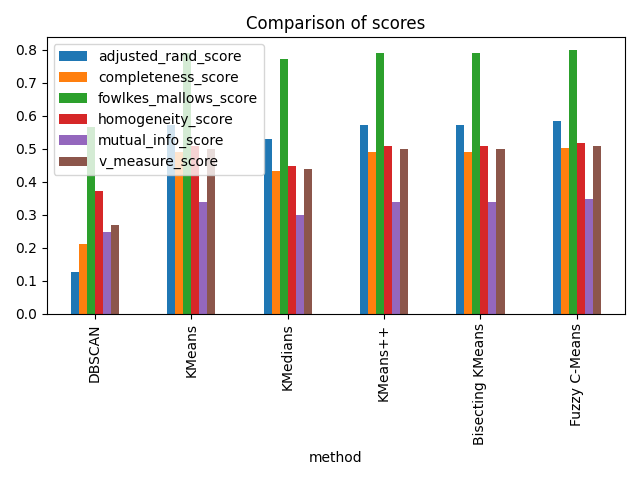 Comparison of scores
adjusted_rand_score
completeness_score
fowlkes_mallows_score
homogeneity_score
mutual_info_score
v_measure_score
0.8
0.7
0.6
0.5
0.4
0.3
0.2
0.1
0.0
DBSCAN
KMeans
KMedians
KMeans++
Bisecting KMeans
Fuzzy C-Means
method